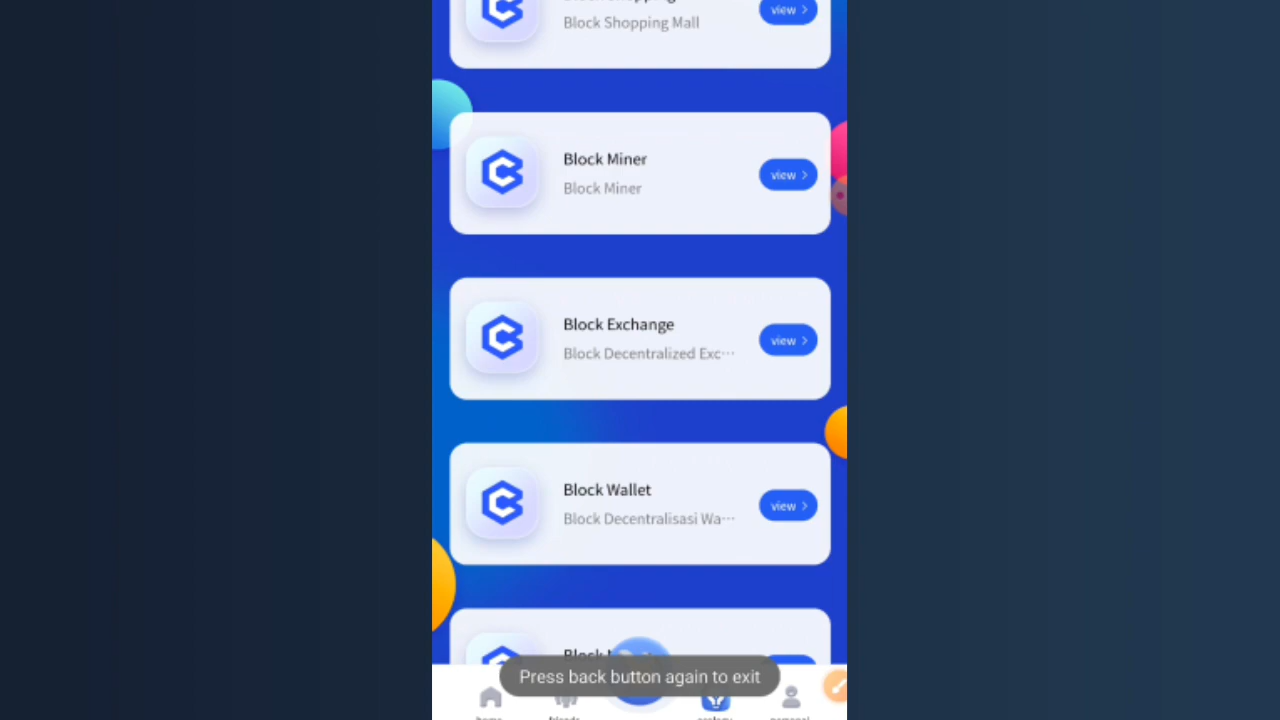 Block Shopping Mall
view
Block Miner
Block Miner
view
Block Exchange
Block Decentralized Exc···
view
Block Wallet
Block Decentralisasi Wa···
view
Block
Press back button again to exit